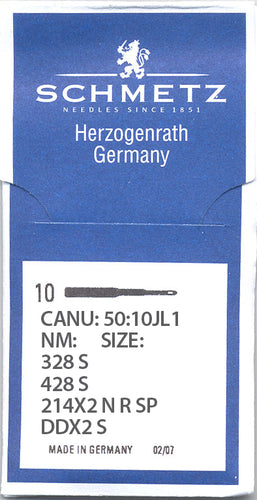 SCHMETZ
NEEDLES SINCE 1851
Herzogenrath
Germany
10
CANU: 50:10JL1
NM: SIZE:
328 S
428 S
214X2 N R SP
DDX2 S
MADE IN GERMANY 02/07